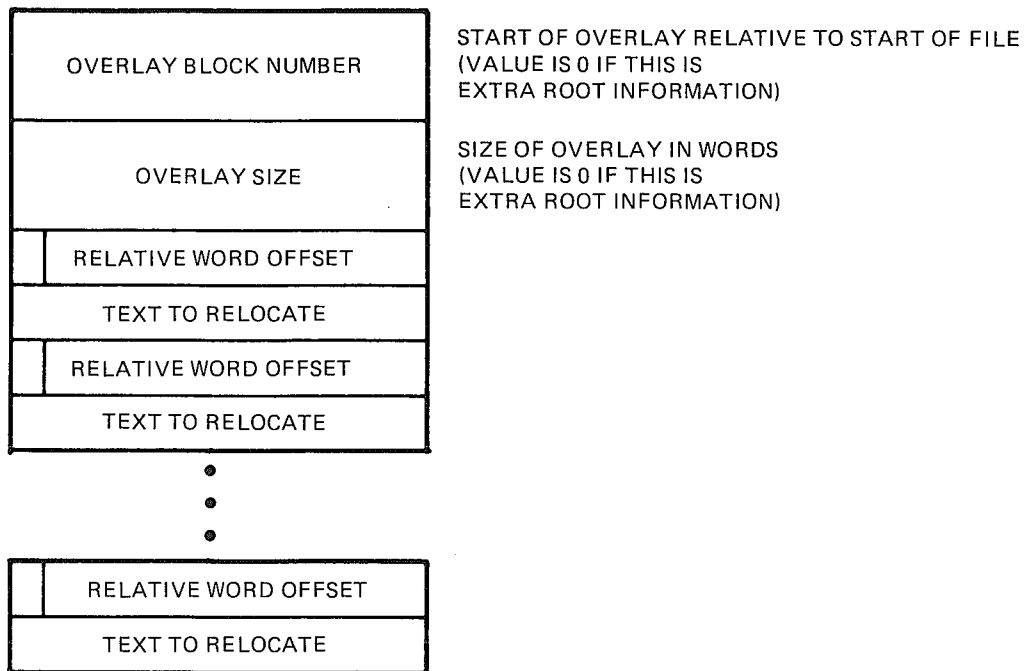 OVERLAY BLOCK NUMBER
START OF OVERLAY RELATIVE TO START OF FILE
(VALUE IS 0 IF THIS IS
EXTRA ROOT INFORMATION)
OVERLAY SIZE
SIZE OF OVERLAY IN WORDS
(VALUE IS 0 IF THIS IS
EXTRA ROOT INFORMATION)
RELATIVE WORD OFFSET
TEXT TO RELOCATE
RELATIVE WORD OFFSET
TEXT TO RELOCATE
RELATIVE WORD OFFSET
TEXT TO RELOCATE